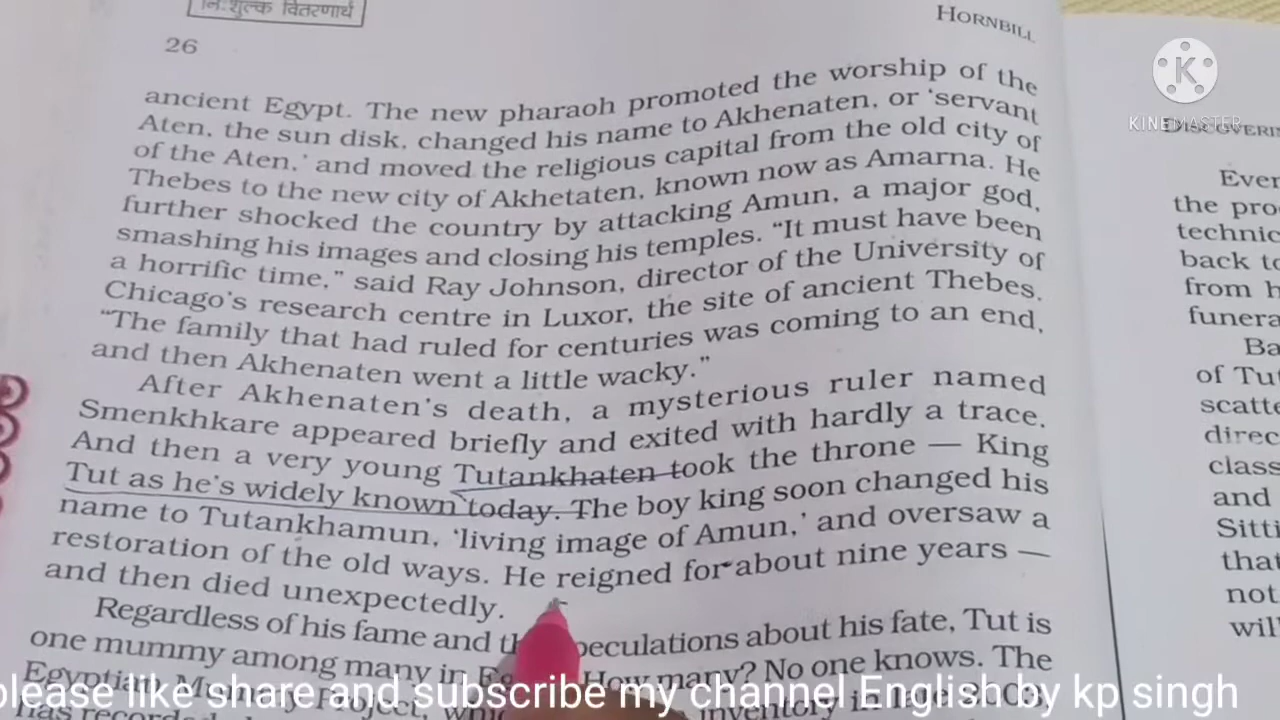 निःशुल्क वितरणार्थ
HORNBILL
26
ancient Egypt. The new pharaoh promoted the worship of the
Aten, the sun disk, changed his name to Akhenaten, or ‘servant
of the Aten,’ and moved the religious capital from the old city of
Thebes to the new city of Akhetaten, known now as Amarna. He
further shocked the country by attacking Amun, a major god,
smashing his images and closing his temples. “It must have been
a horrific time,” said Ray Johnson, director of the University of
Chicago’s research centre in Luxor, the site of ancient Thebes.
“The family that had ruled for centuries was coming to an end,
and then Akhenaten went a little wacky.”
After Akhenaten’s death, a mysterious ruler named
Smenkhkare appeared briefly and exited with hardly a trace.
And then a very young Tutankhaten took the throne — King
Tut as he’s widely known today. The boy king soon changed his
name to Tutankhamun, ‘living image of Amun,’ and oversaw a
restoration of the old ways. He reigned for about nine years —
and then died unexpectedly.
Regardless of his fame and the speculations about his fate, Tut is
one mummy among many in How many? No one knows. The
Egyptian Mummy Project, inventory in late 2003,
has
please like share and subscribe my channel English by kp singh
K
KINEMASTER
Ever
the pro
technic
back to
from h
funera
Ba
of Tut
scatte
direc
class
and
Sitti
that
not
will